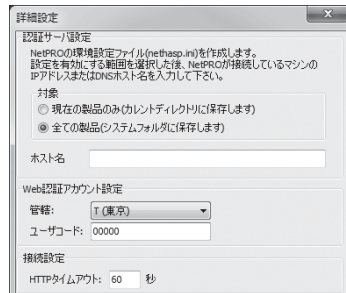 詳細設定
認証サーバ設定
NetPROの環境設定ファイル(nethasp.ini)を作成します。
設定を有効にする範囲を選択した後、NetPROが接続しているマシンの
IPアドレスまたはDNSホスト名を入力して下さい。
対象
現在の製品のみ(カレントディレクトリに保存します)
全ての製品(システムフォルダに保存します)
ホスト名
Web認証アカウント設定
管轄: T (東京)
ユーザコード: 00000
接続設定
HTTPタイムアウト: 60 秒